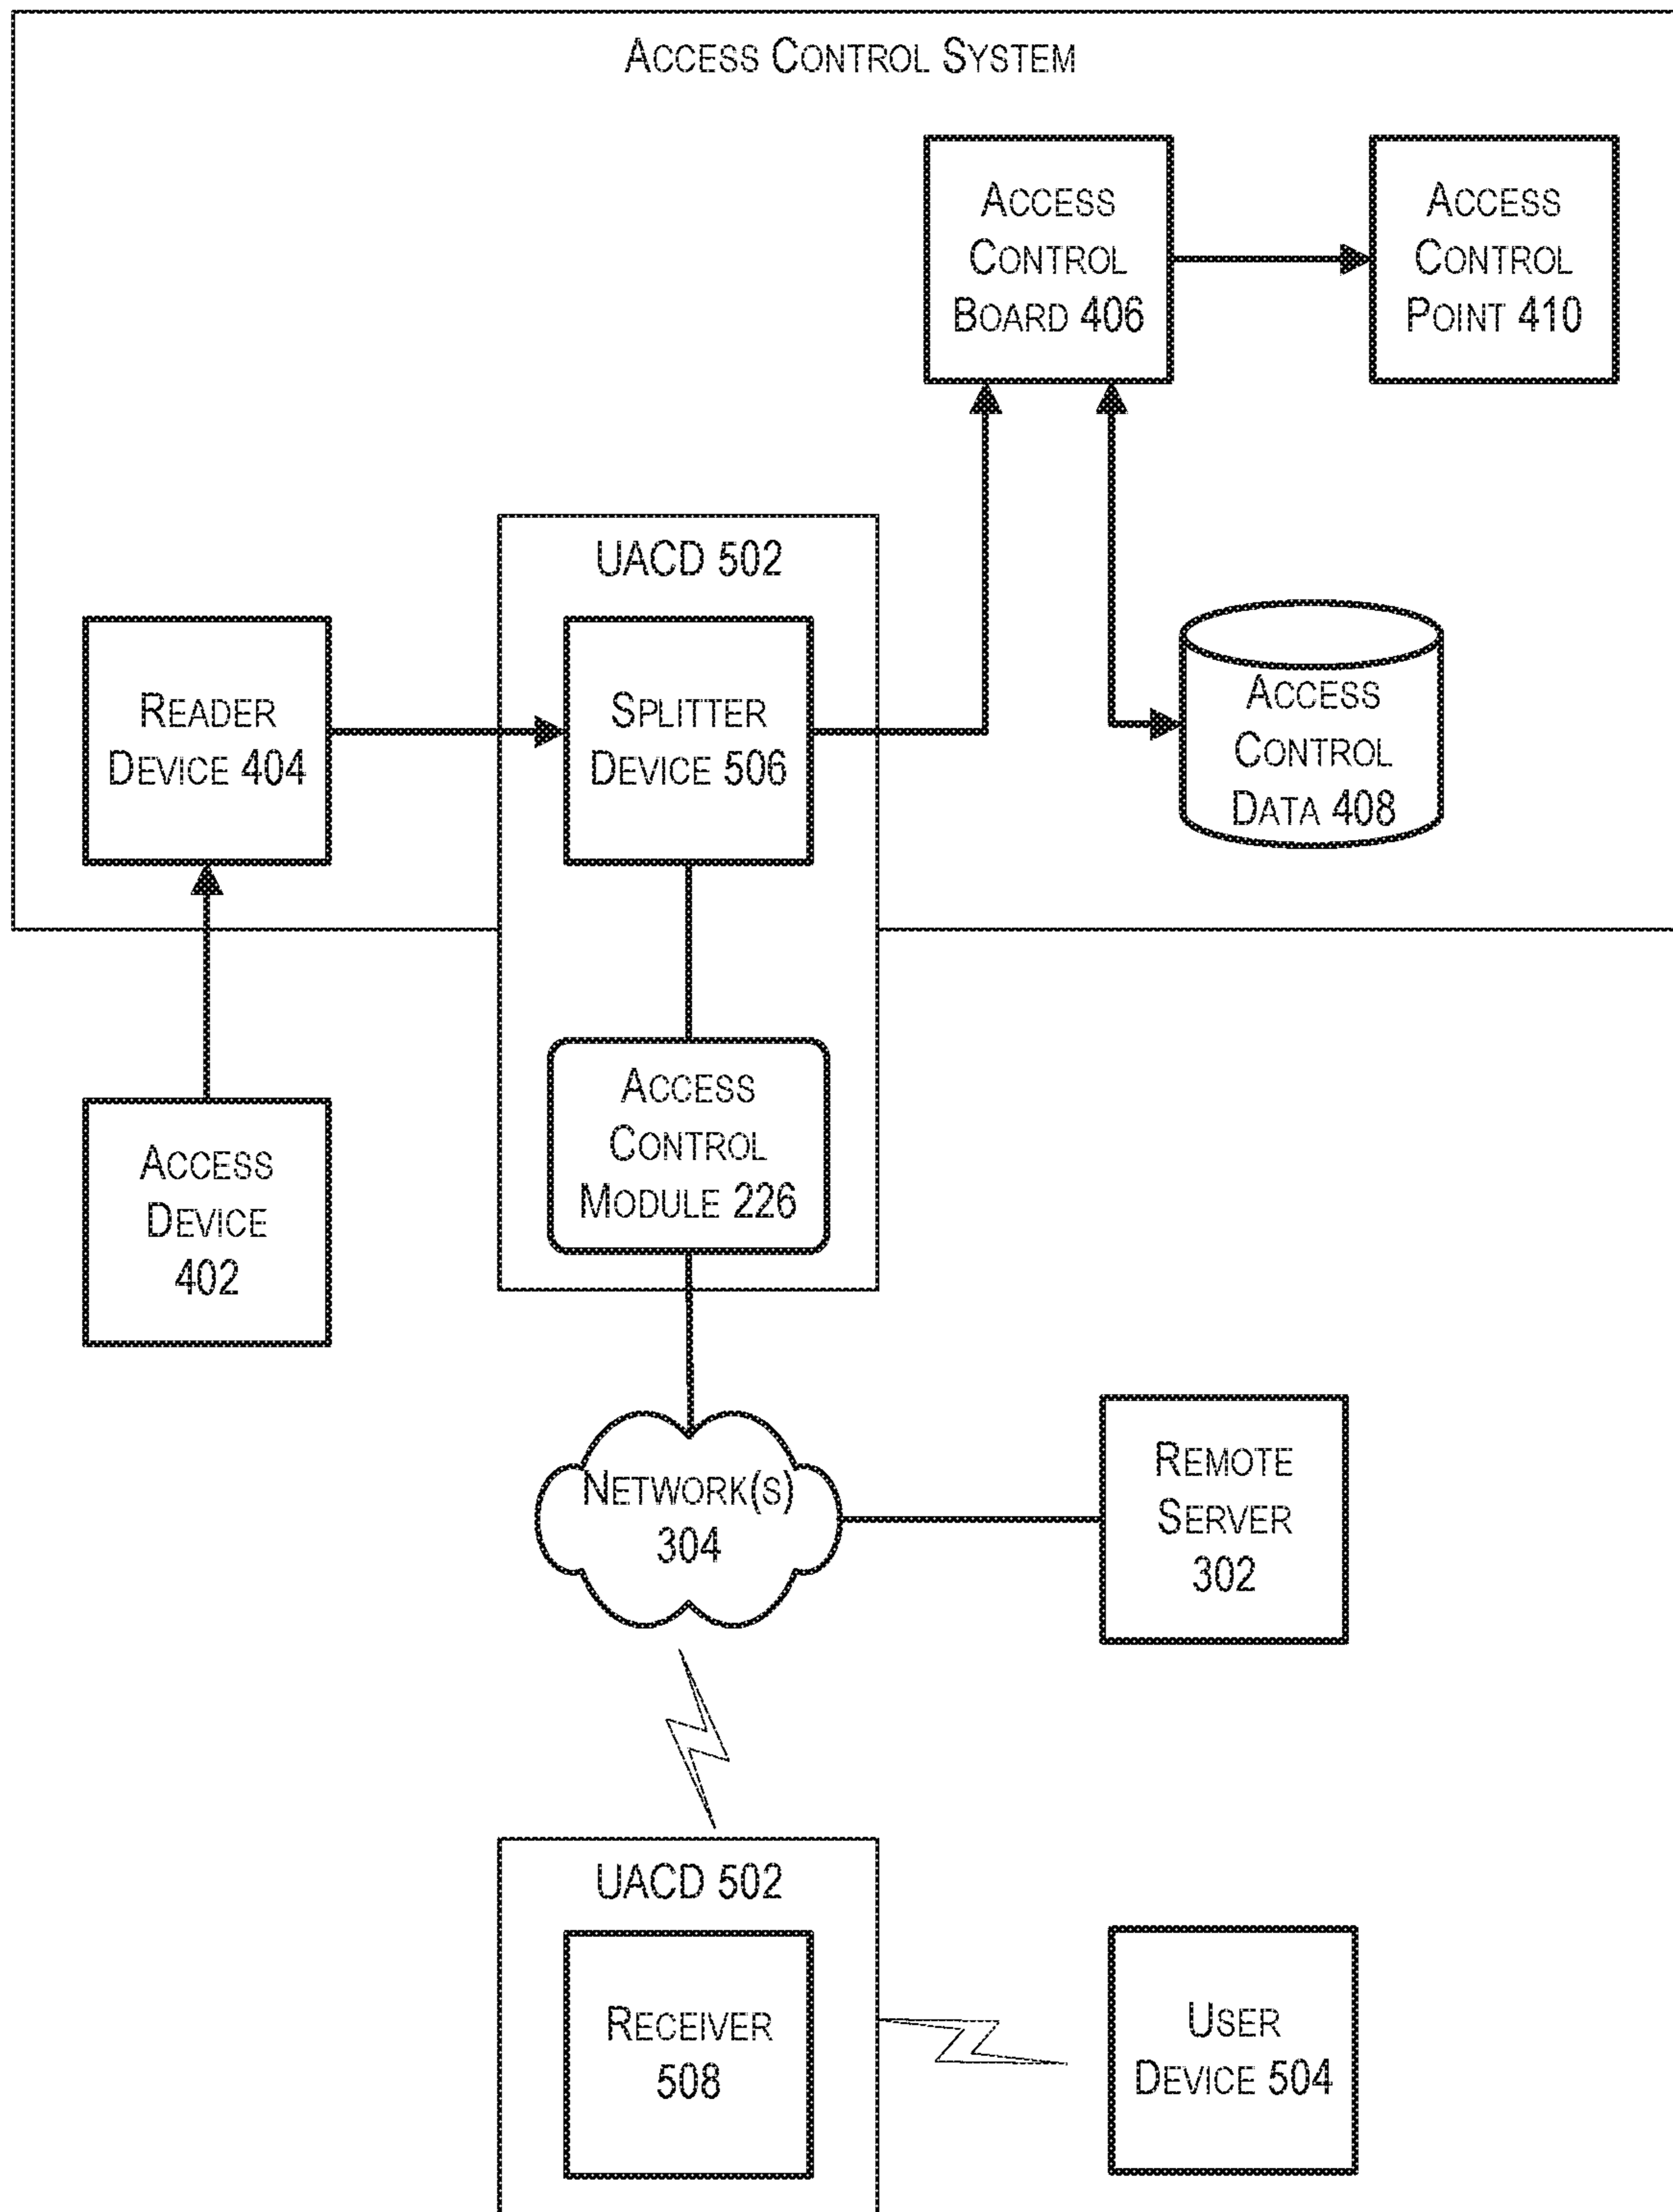 ACCESS CONTROL SYSTEM
ACCESS
CONTROL
BOARD 406
ACCESS
CONTROL
POINT 410
UACD 502
READER
DEVICE 404
SPLITTER
DEVICE 506
ACCESS
CONTROL
DATA 408
ACCESS
CONTROL
MODULE 226
ACCESS
DEVICE
402
NETWORK(S)
304
REMOTE
SERVER
302
UACD 502
RECEIVER
508
USER
DEVICE 504